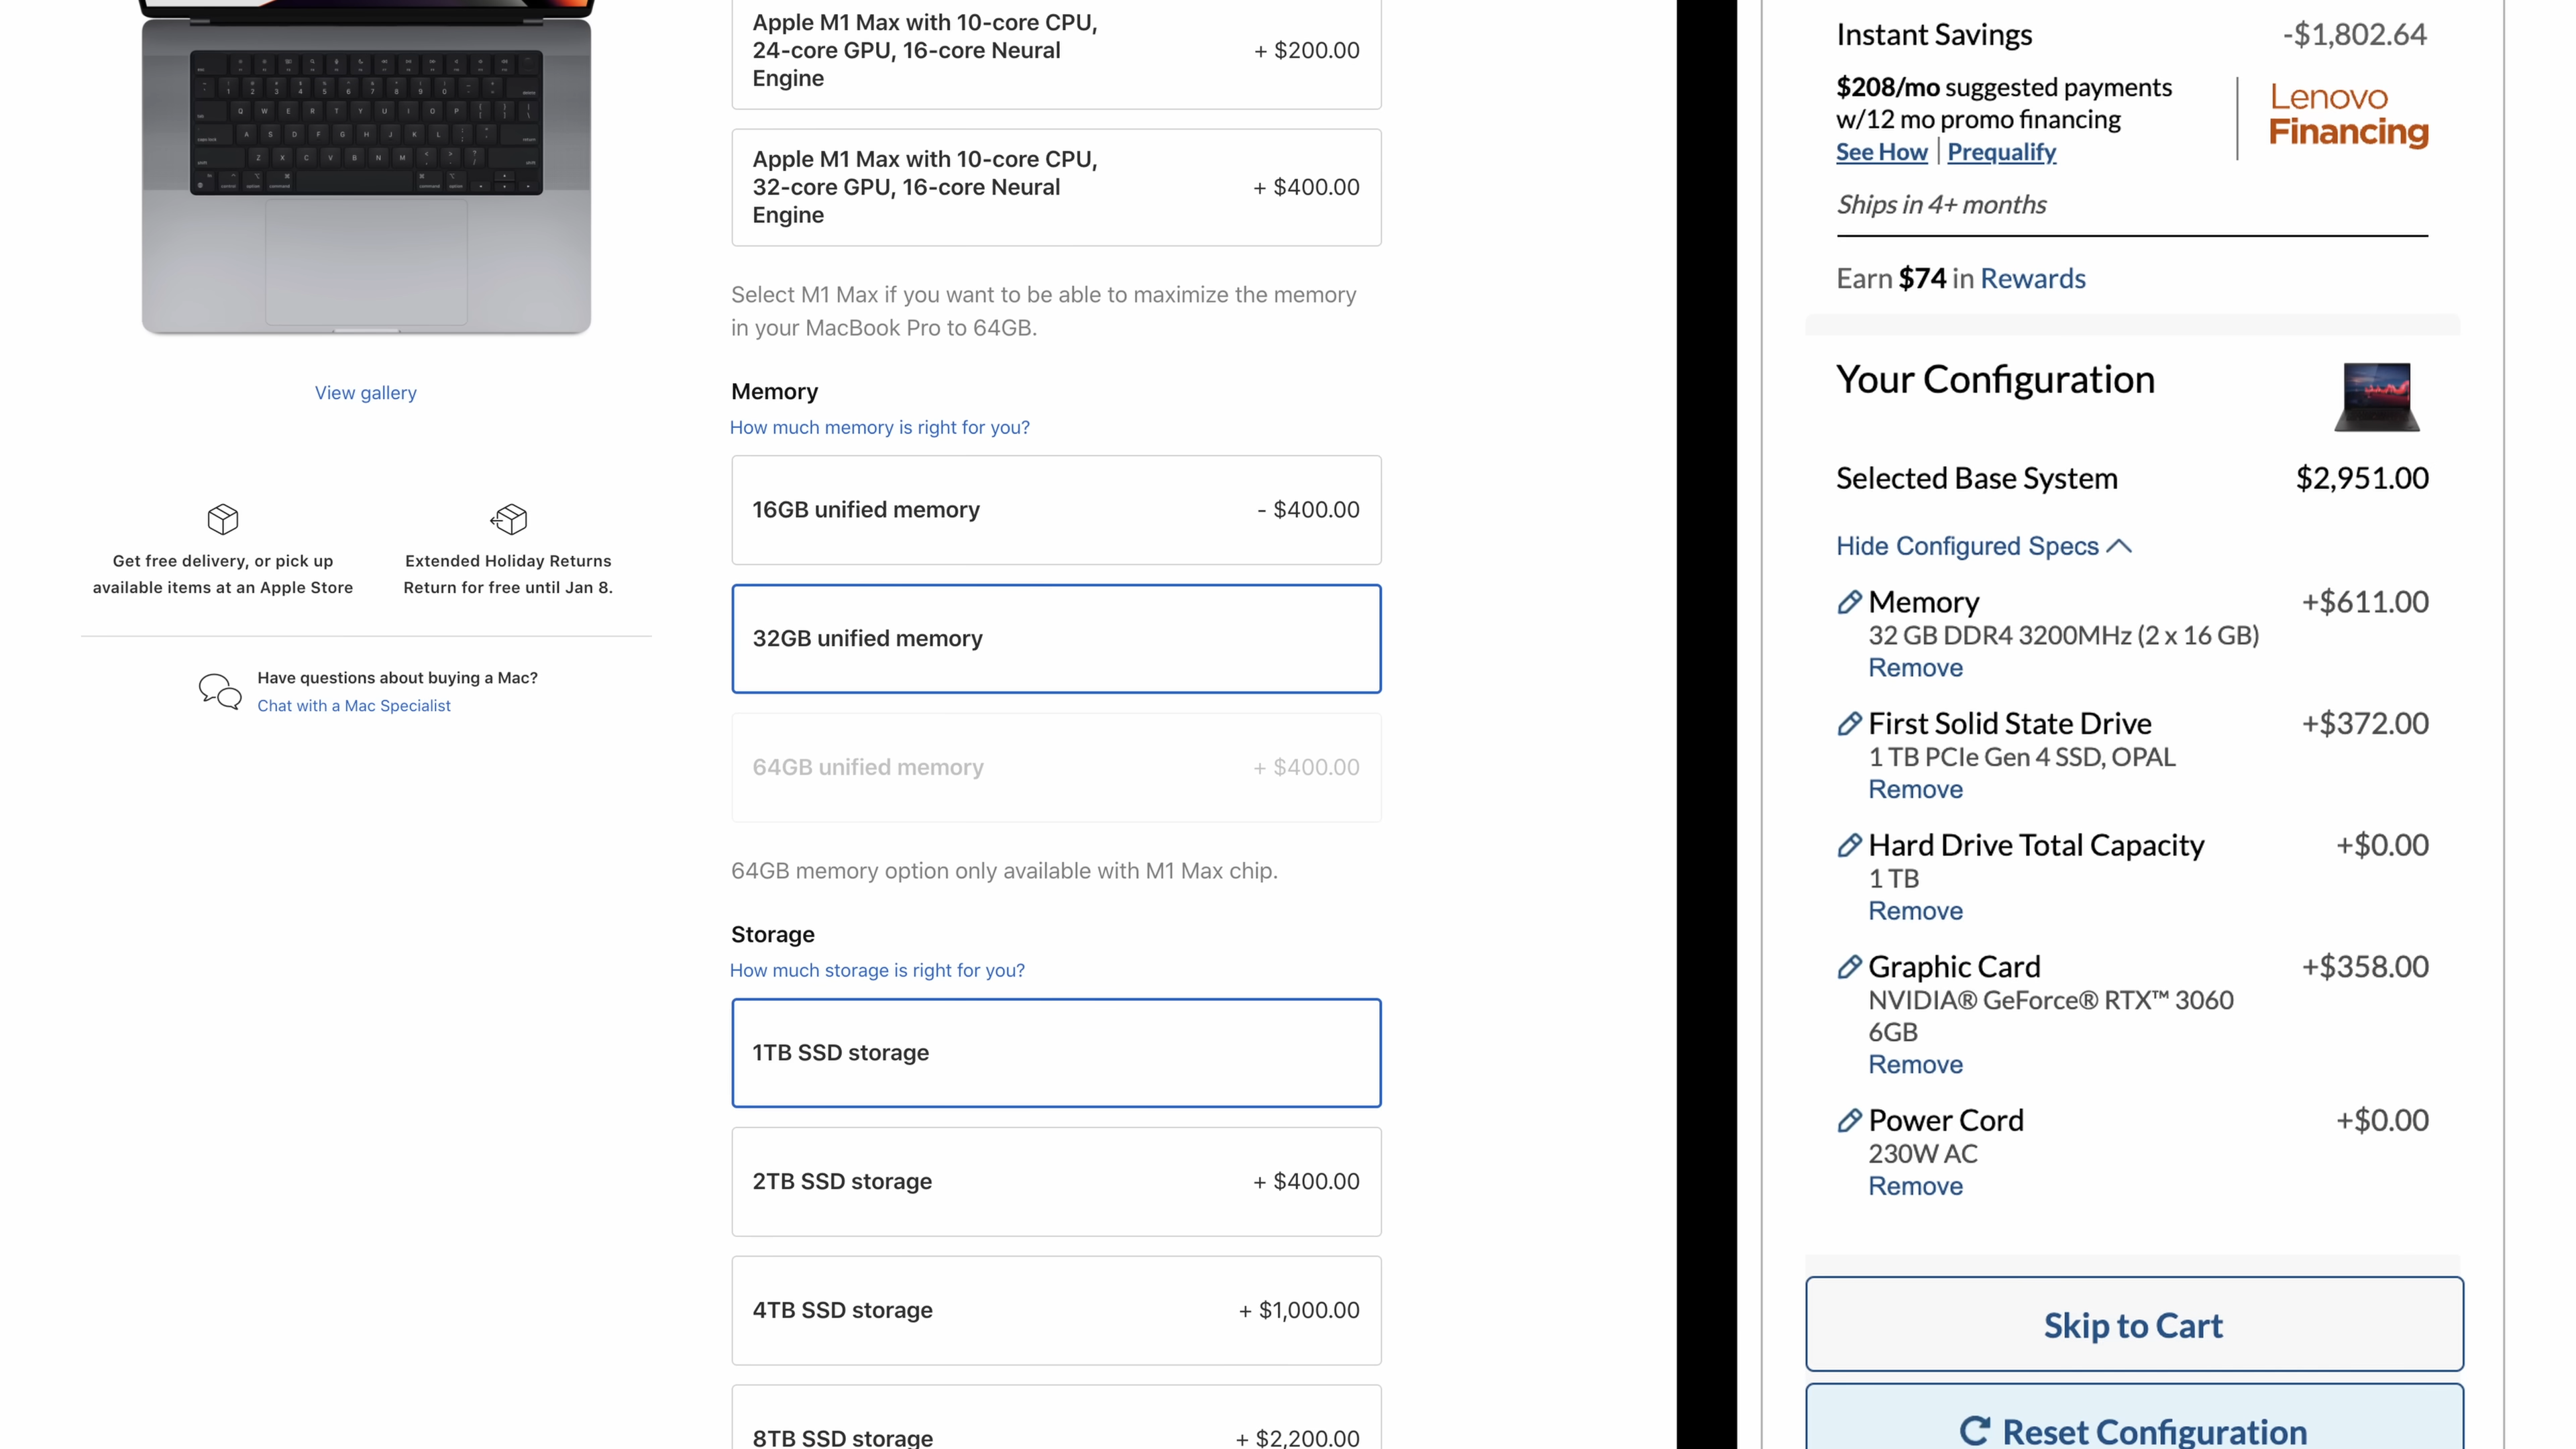 Apple M1 Max with 10-core CPU,
24-core GPU, 16-core Neural
Engine
+ $200.00
Apple M1 Max with 10-core CPU,
32-core GPU, 16-core Neural
Engine
+ $400.00
Select M1 Max if you want to be able to maximize the memory
in your MacBook Pro to 64GB.
View gallery
Get free delivery, or pick up
available items at an Apple Store
Extended Holiday Returns
Return for free until Jan 8.
Have questions about buying a Mac?
Chat with a Mac Specialist
Memory
How much memory is right for you?
16GB unified memory
- $400.00
32GB unified memory
64GB unified memory
+ $400.00
64GB memory option only available with M1 Max chip.
Storage
How much storage is right for you?
1TB SSD storage
2TB SSD storage
+ $400.00
4TB SSD storage
+ $1,000.00
8TB SSD storage
+ $2,200.00
Instant Savings
-$1,802.64
$208/mo suggested payments
w/12 mo promo financing
See How | Prequalify
Lenovo
Financing
Ships in 4+ months
Earn $74 in Rewards
Your Configuration
Selected Base System
$2,951.00
Hide Configured Specs
Memory
+$611.00
32 GB DDR4 3200MHz (2 x 16 GB)
Remove
First Solid State Drive
+$372.00
1 TB PCIe Gen 4 SSD, OPAL
Remove
Hard Drive Total Capacity
+$0.00
1 TB
Remove
Graphic Card
+$358.00
NVIDIA® GeForce® RTX™ 3060
6GB
Remove
Power Cord
+$0.00
230W AC
Remove
Skip to Cart
Reset Configuration